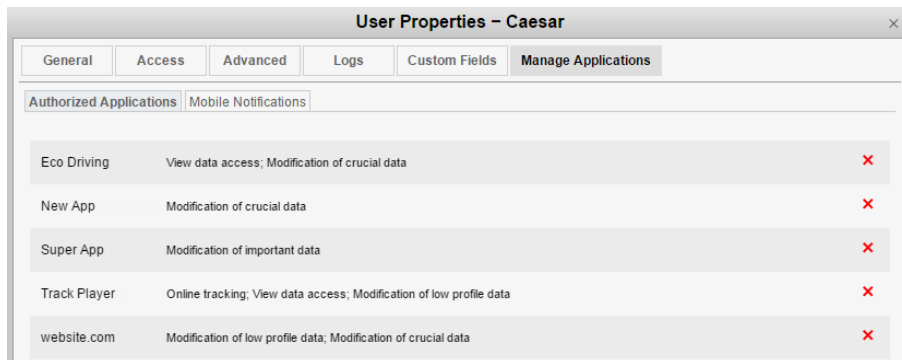 User Properties − Caesar ×
General Access Advanced Logs Custom Fields Manage Applications
Authorized Applications Mobile Notifications
Eco Driving View data access; Modification of crucial data ×
New App Modification of crucial data ×
Super App Modification of important data ×
Track Player Online tracking; View data access; Modification of low profile data ×
website.com Modification of low profile data; Modification of crucial data ×